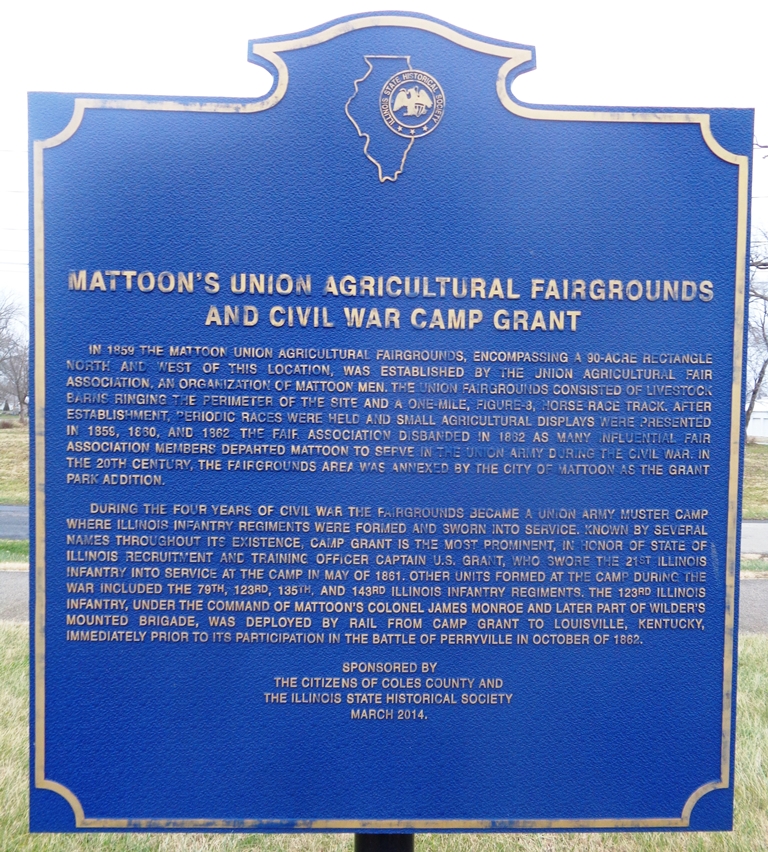 ILLINOIS STATE HISTORICAL SOCIETY
MATTOON'S UNION AGRICULTURAL FAIRGROUNDS
AND CIVIL WAR CAMP GRANT
IN 1859 THE MATTOON UNION AGRICULTURAL FAIRGROUNDS, ENCOMPASSING A 90-ACRE RECTANGLE
NORTH AND WEST OF THIS LOCATION, WAS ESTABLISHED BY THE UNION AGRICULTURAL FAIR
ASSOCIATION, AN ORGANIZATION OF MATTOON MEN. THE UNION FAIRGROUNDS CONSISTED OF LIVESTOCK
BARNS RINGING THE PERIMETER OF THE SITE AND A ONE-MILE, FIGURE-8, HORSE RACE TRACK. AFTER
ESTABLISHMENT, PERIODIC RACES WERE HELD AND SMALL AGRICULTURAL DISPLAYS WERE PRESENTED
IN 1859, 1860, AND 1862. THE FAIR ASSOCIATION DISBANDED IN 1862 AS MANY INFLUENTIAL FAIR
ASSOCIATION MEMBERS DEPARTED MATTOON TO SERVE IN THE UNION ARMY DURING THE CIVIL WAR. IN
THE 20TH CENTURY, THE FAIRGROUNDS AREA WAS ANNEXED BY THE CITY OF MATTOON AS THE GRANT
PARK ADDITION.
DURING THE FOUR YEARS OF CIVIL WAR THE FAIRGROUNDS BECAME A UNION ARMY MUSTER CAMP
WHERE ILLINOIS INFANTRY REGIMENTS WERE FORMED AND SWORN INTO SERVICE. KNOWN BY SEVERAL
NAMES THROUGHOUT ITS EXISTENCE, CAMP GRANT IS THE MOST PROMINENT, IN HONOR OF STATE OF
ILLINOIS RECRUITMENT AND TRAINING OFFICER CAPTAIN U.S. GRANT, WHO SWORE THE 21ST ILLINOIS
INFANTRY INTO SERVICE AT THE CAMP IN MAY OF 1861. OTHER UNITS FORMED AT THE CAMP DURING THE
WAR INCLUDED THE 79TH, 123RD, 135TH, AND 143RD ILLINOIS INFANTRY REGIMENTS. THE 123RD ILLINOIS
INFANTRY, UNDER THE COMMAND OF MATTOON'S COLONEL JAMES MONROE AND LATER PART OF WILDER'S
MOUNTED BRIGADE, WAS DEPLOYED BY RAIL FROM CAMP GRANT TO LOUISVILLE, KENTUCKY,
IMMEDIATELY PRIOR TO ITS PARTICIPATION IN THE BATTLE OF PERRYVILLE IN OCTOBER OF 1862.
SPONSORED BY
THE CITIZENS OF COLES COUNTY AND
THE ILLINOIS STATE HISTORICAL SOCIETY
MARCH 2014.